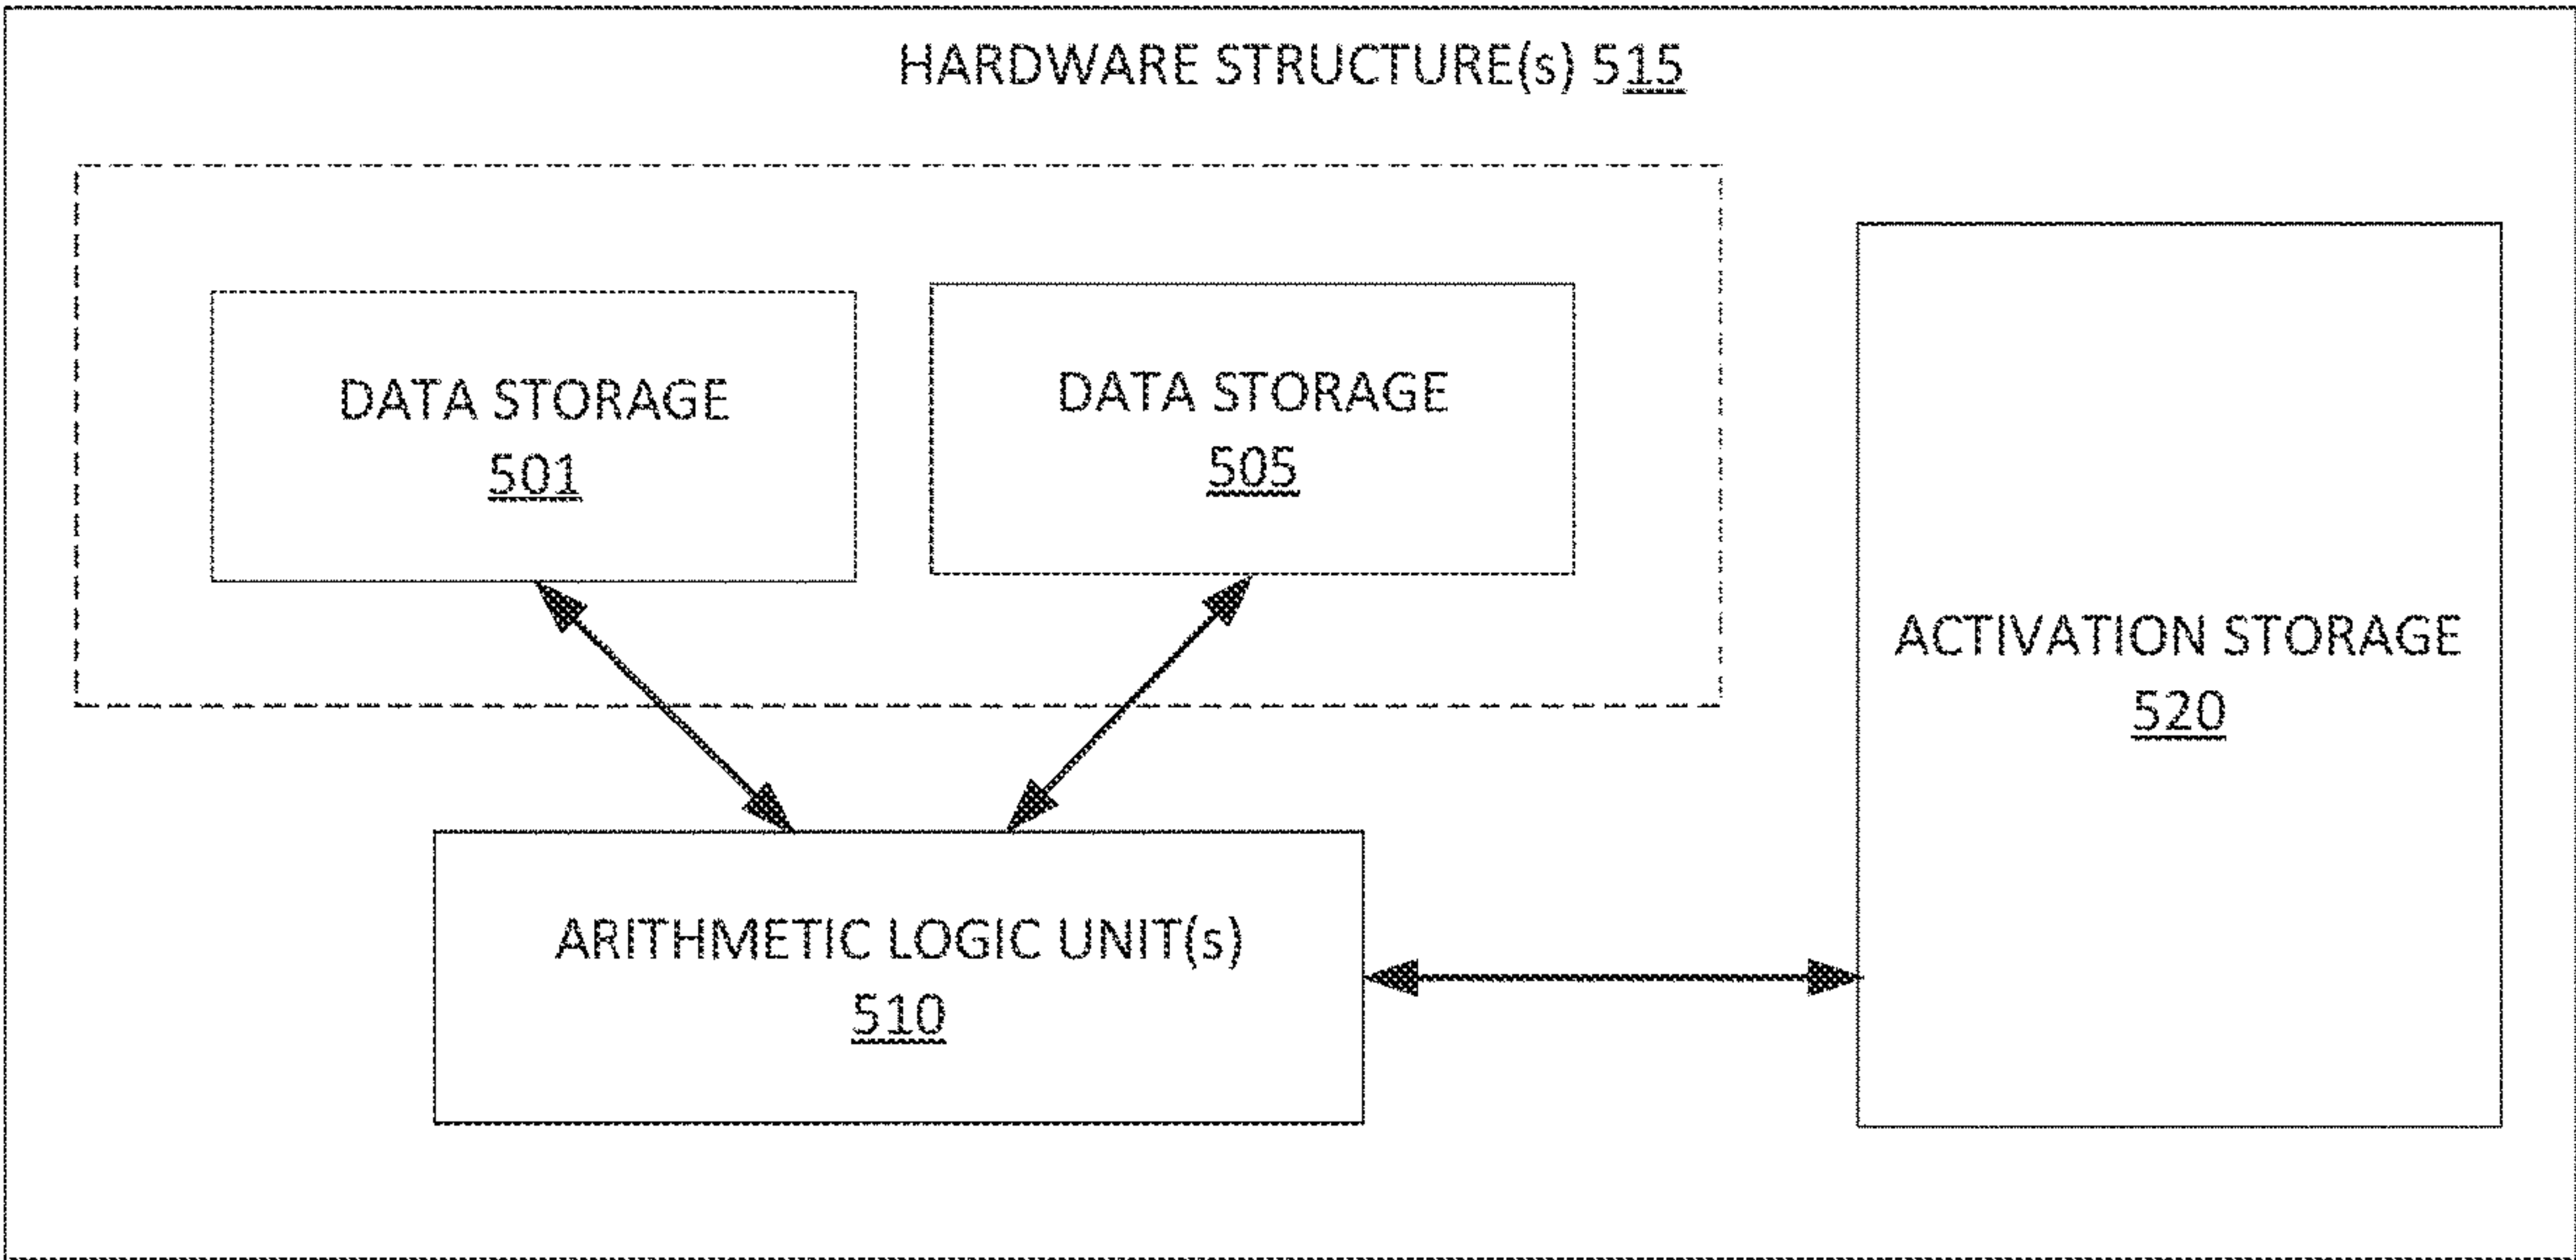 HARDWARE STRUCTURE(s) 515
DATA STORAGE
501
DATA STORAGE
505
ACTIVATION STORAGE
520
ARITHMETIC LOGIC UNIT(s)
510